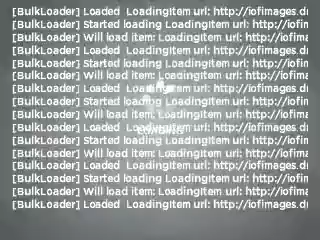 [BulkLoader] Loaded  LoadingItem url: http://iofimages.d
[BulkLoader] Started loading LoadingItem url: http://iofima
[BulkLoader] Will load item: LoadingItem url: http://iofima
[BulkLoader] Loaded  LoadingItem url: http://iofimages.d
[BulkLoader] Started loading LoadingItem url: http://iofima
[BulkLoader] Will load item: LoadingItem url: http://iofima
[BulkLoader] Loaded  LoadingItem url: http://iofimages.d
[BulkLoader] Started loading LoadingItem url: http://iofima
[BulkLoader] Will load item: LoadingItem url: http://iofima
[BulkLoader] Loaded  LoadingItem url: http://iofimages.d
[BulkLoader] Started loading LoadingItem url: http://iofima
[BulkLoader] Will load item: LoadingItem url: http://iofima
[BulkLoader] Loaded  LoadingItem url: http://iofimages.d
[BulkLoader] Started loading LoadingItem url: http://iofima
[BulkLoader] Will load item: LoadingItem url: http://iofima
[BulkLoader] Loaded  LoadingItem url: http://iofimages.d